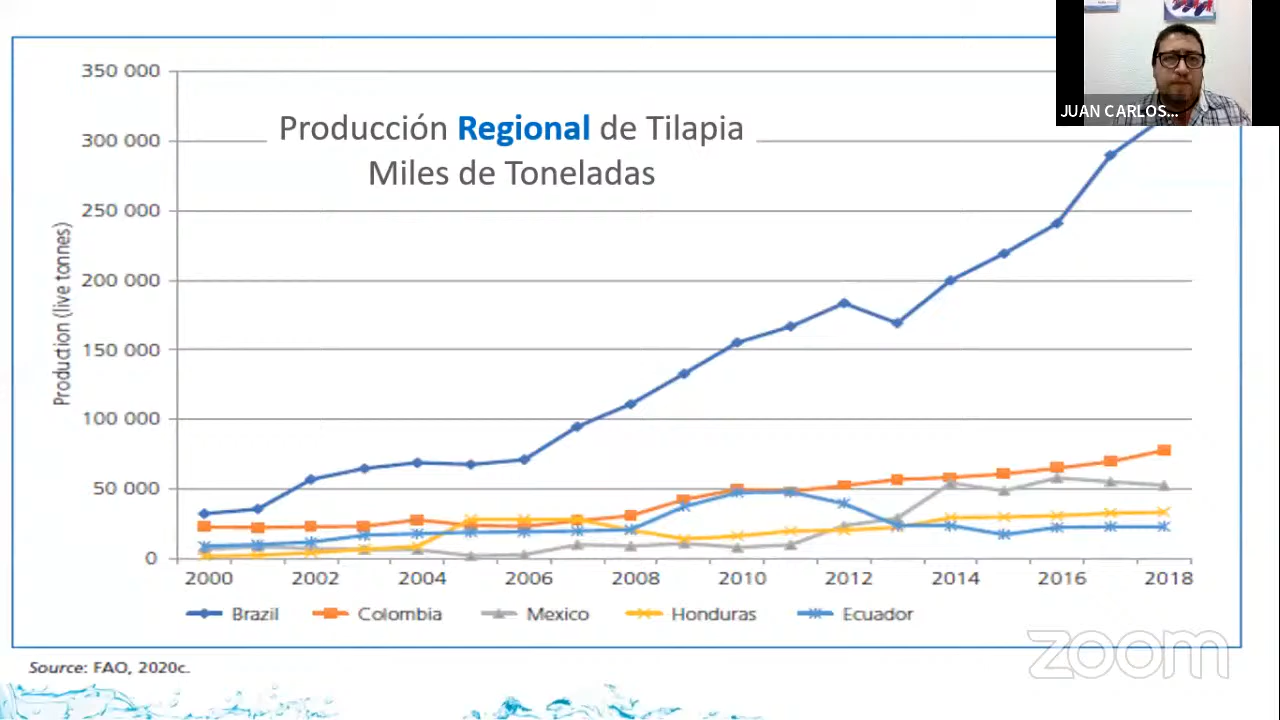 Producción Regional de Tilapia
Miles de Toneladas
JUAN CARLOS...
Production (live tonnes)
350 000
300 000
250 000
200 000
150 000
100 000
50 000
0
2000 2002 2004 2006 2008 2010 2012 2014 2016 2018
Brazil Colombia Mexico Honduras Ecuador
zoom
Source: FAO, 2020c.